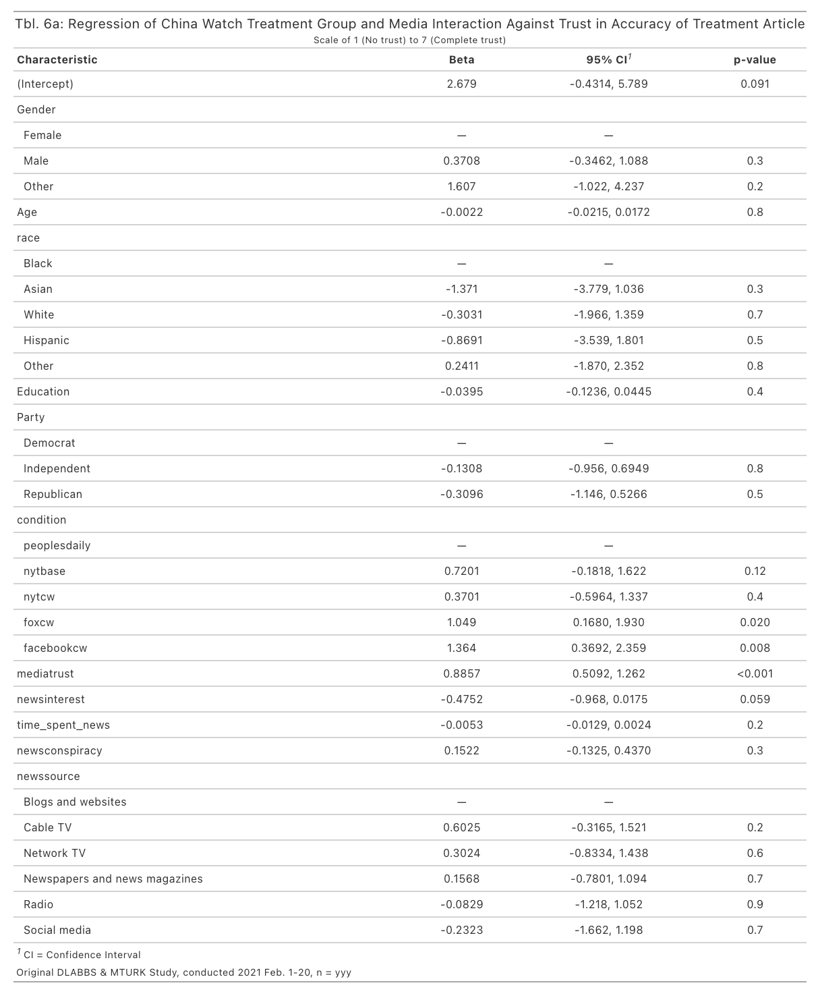 Tbl. 6a: Regression of China Watch Treatment Group and Media Interaction Against Trust in Accuracy of Treatment Article
Scale of 1 (No trust) to 7 (Complete trust)
Characteristic Beta 95% CI1 p-value
(Intercept) 2.679 -0.4314, 5.789 0.091
Gender
Female — —
Male 0.3708 -0.3462, 1.088 0.3
Other 1.607 -1.022, 4.237 0.2
Age -0.0022 -0.0215, 0.0172 0.8
race
Black — —
Asian -1.371 -3.779, 1.036 0.3
White -0.3031 -1.966, 1.359 0.7
Hispanic -0.8691 -3.539, 1.801 0.5
Other 0.2411 -1.870, 2.352 0.8
Education -0.0395 -0.1236, 0.0445 0.4
Party
Democrat — —
Independent -0.1308 -0.956, 0.6949 0.8
Republican -0.3096 -1.146, 0.5266 0.5
condition
peoplesdaily — —
nytbase 0.7201 -0.1818, 1.622 0.12
nytcw 0.3701 -0.5964, 1.337 0.4
foxcw 1.049 0.1680, 1.930 0.020
facebookcw 1.364 0.3692, 2.359 0.008
mediatrust 0.8857 0.5092, 1.262 <0.001
newsinterest -0.4752 -0.968, 0.0175 0.059
time_spent_news -0.0053 -0.0129, 0.0024 0.2
newsconspiracy 0.1522 -0.1325, 0.4370 0.3
newssource
Blogs and websites — —
Cable TV 0.6025 -0.3165, 1.521 0.2
Network TV 0.3024 -0.8334, 1.438 0.6
Newspapers and news magazines 0.1568 -0.7801, 1.094 0.7
Radio -0.0829 -1.218, 1.052 0.9
Social media -0.2323 -1.662, 1.198 0.7
1 CI = Confidence Interval
Original DLABBS & MTURK Study, conducted 2021 Feb. 1-20, n = yyy